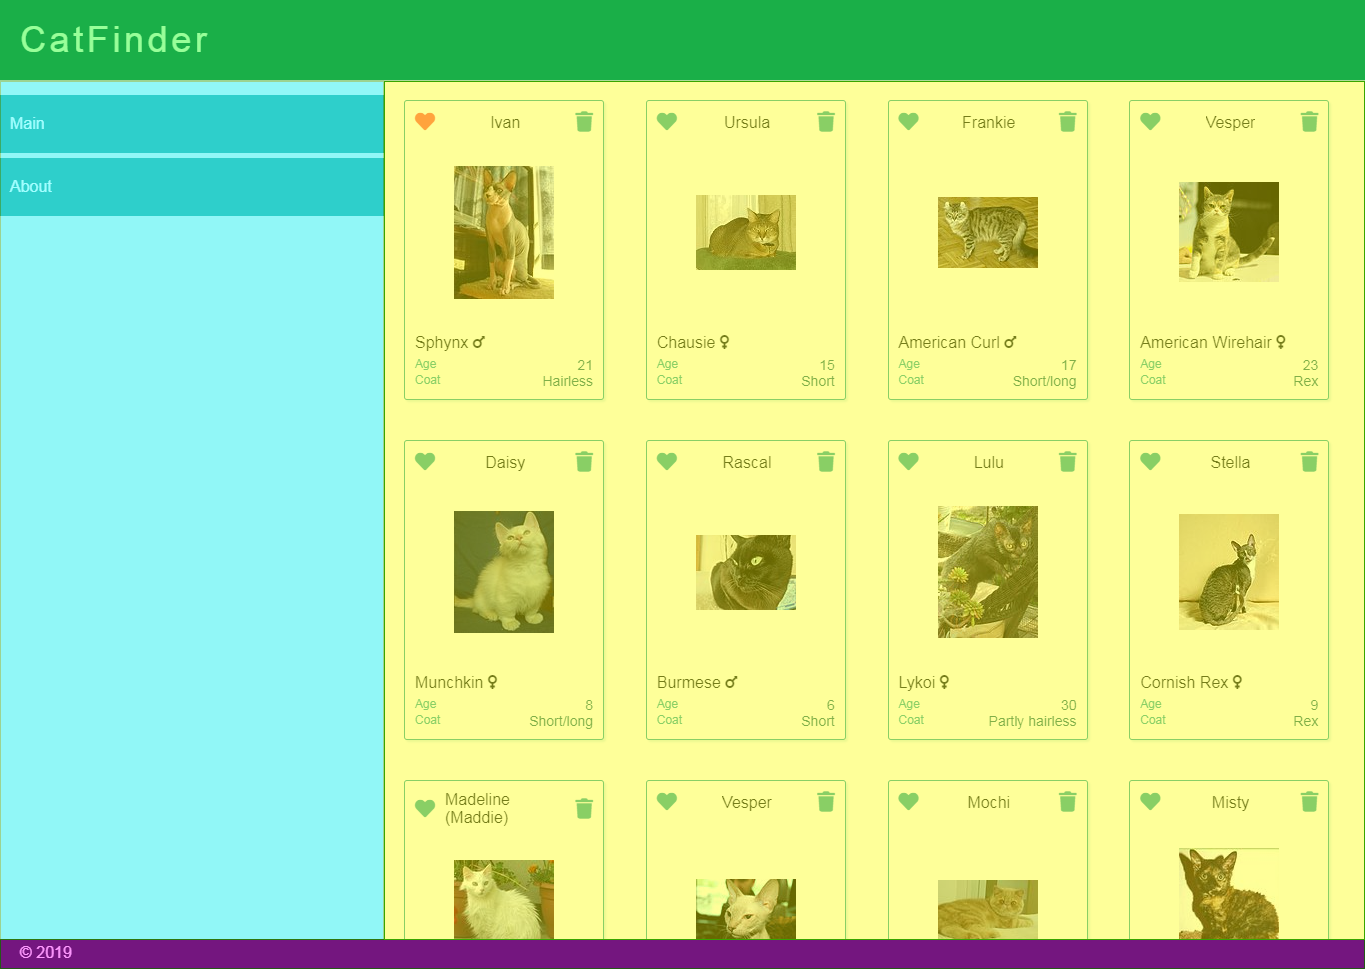 CatFinder
Main
About
Ivan
Sphynx ♂
Age 21
Coat Hairless
Ursula
Chausie ♀
Age 15
Coat Short
Frankie
American Curl ♂
Age 17
Coat Short/long
Vesper
American Wirehair ♀
Age 23
Coat Rex
Daisy
Munchkin ♀
Age 8
Coat Short/long
Rascal
Burmese ♂
Age 6
Coat Short
Lulu
Lykoi ♀
Age 30
Coat Partly hairless
Stella
Cornish Rex ♀
Age 9
Coat Rex
Madeline
(Maddie)
Vesper
Mochi
Misty
© 2019